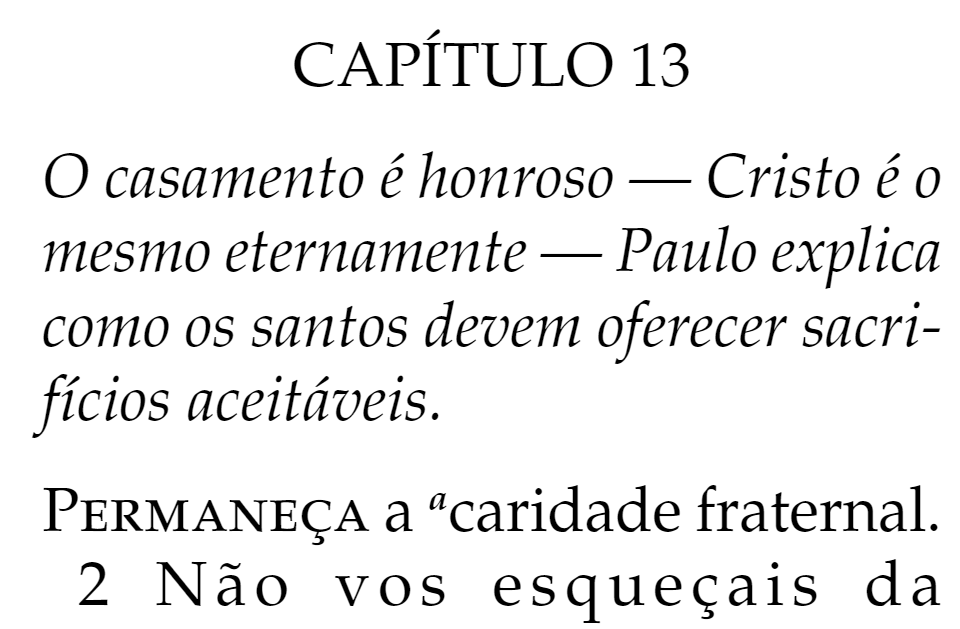 CAPÍTULO 13
O casamento é honroso — Cristo é o
mesmo eternamente — Paulo explica
como os santos devem oferecer sacri-
fícios aceitáveis.
Permaneça a ᵃcaridade fraternal.
2 Não vos esqueçais da